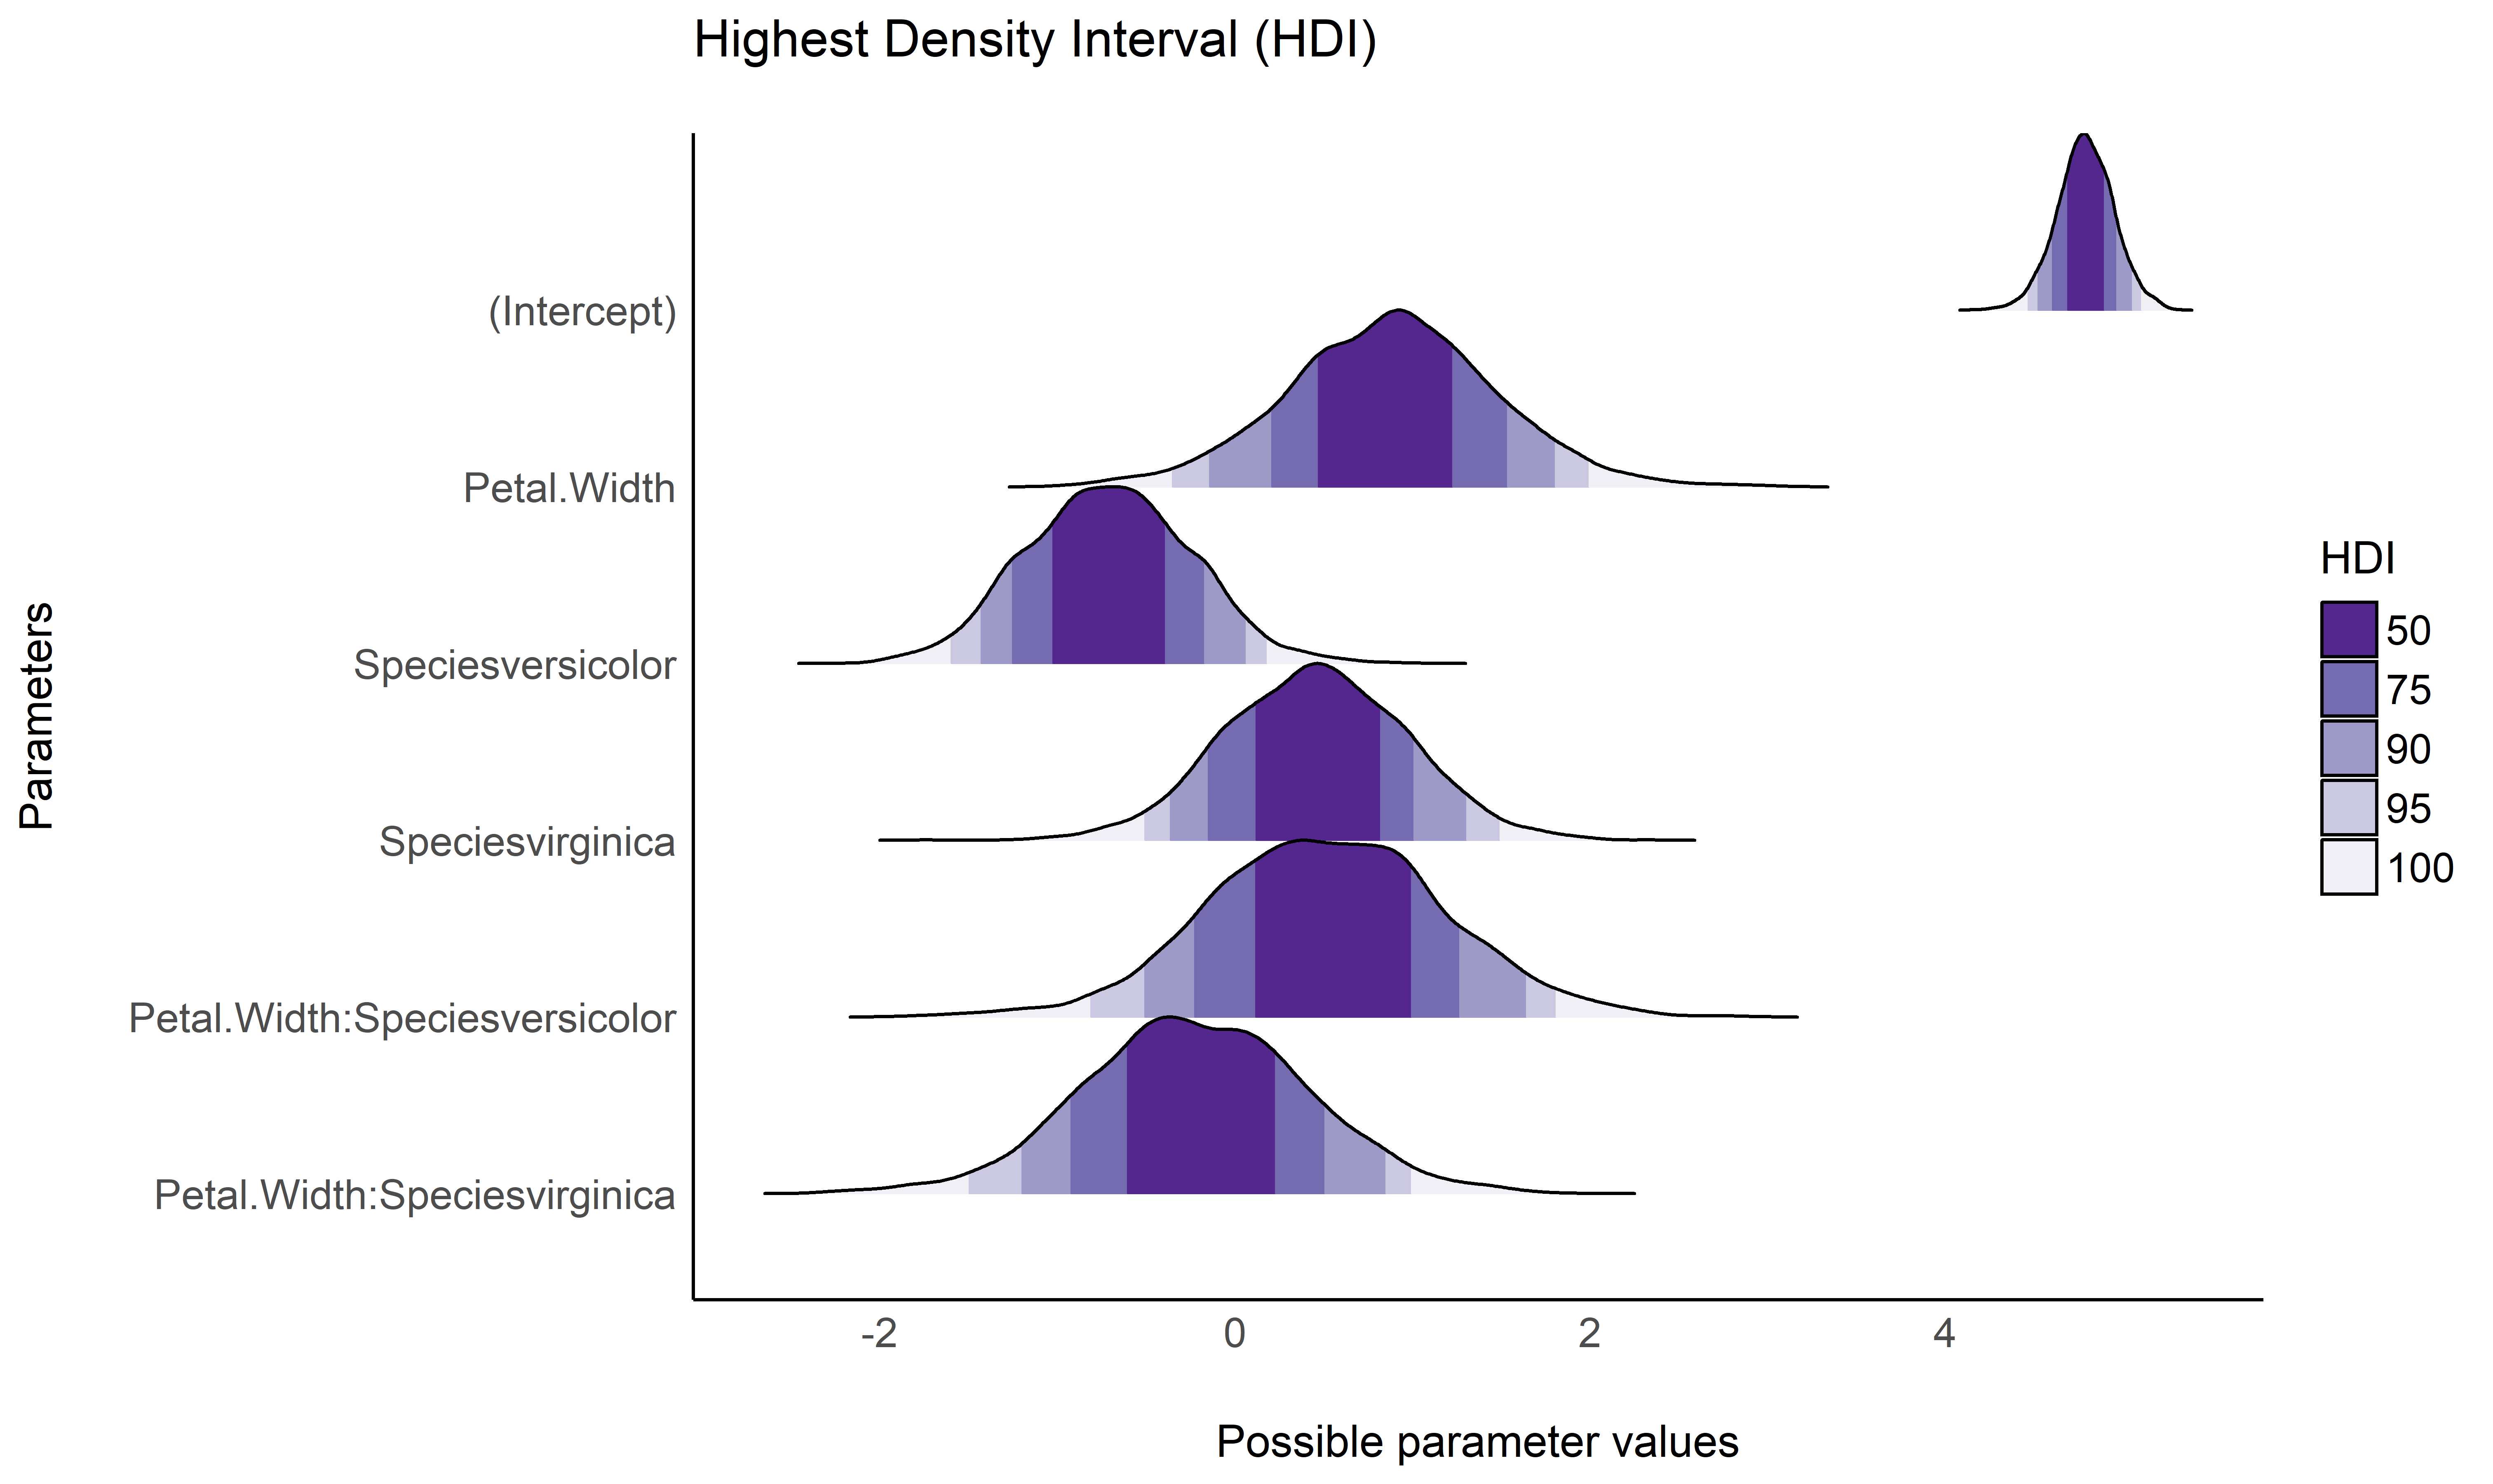 Highest Density Interval (HDI)
Parameters
(Intercept)
Petal.Width
Speciesversicolor
Speciesvirginica
Petal.Width:Speciesversicolor
Petal.Width:Speciesvirginica
-2 0 2 4
Possible parameter values
HDI
50
75
90
95
100